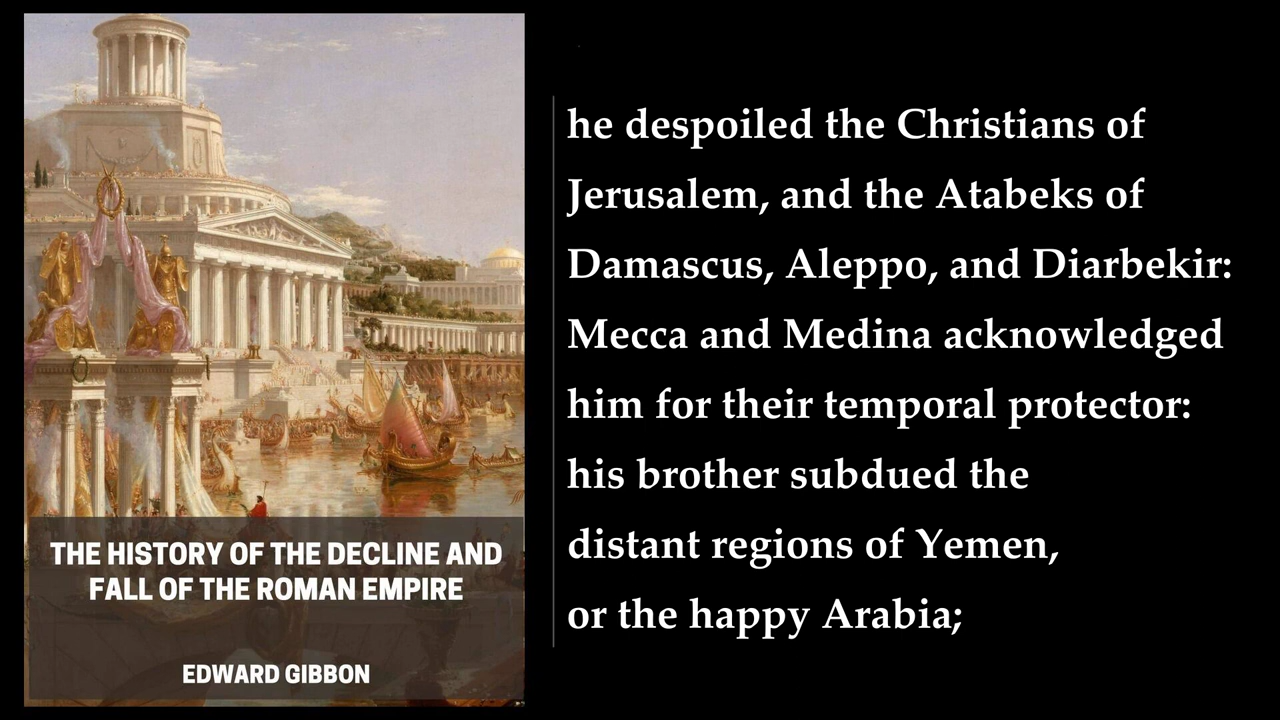 he despoiled the Christians of
Jerusalem, and the Atabeks of
Damascus, Aleppo, and Diarbekir:
Mecca and Medina acknowledged
him for their temporal protector:
his brother subdued the
distant regions of Yemen,
or the happy Arabia;
THE HISTORY OF THE DECLINE AND
FALL OF THE ROMAN EMPIRE
EDWARD GIBBON